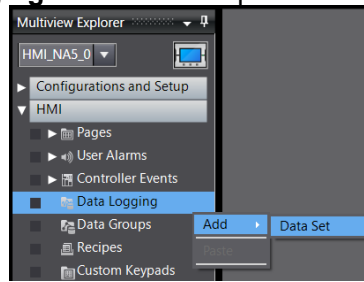 Multiview Explorer
HMI_NA5_0
Configurations and Setup
HMI
Pages
User Alarms
Controller Events
Data Logging
Data Groups
Add
Data Set
Recipes
Paste
Custom Keypads